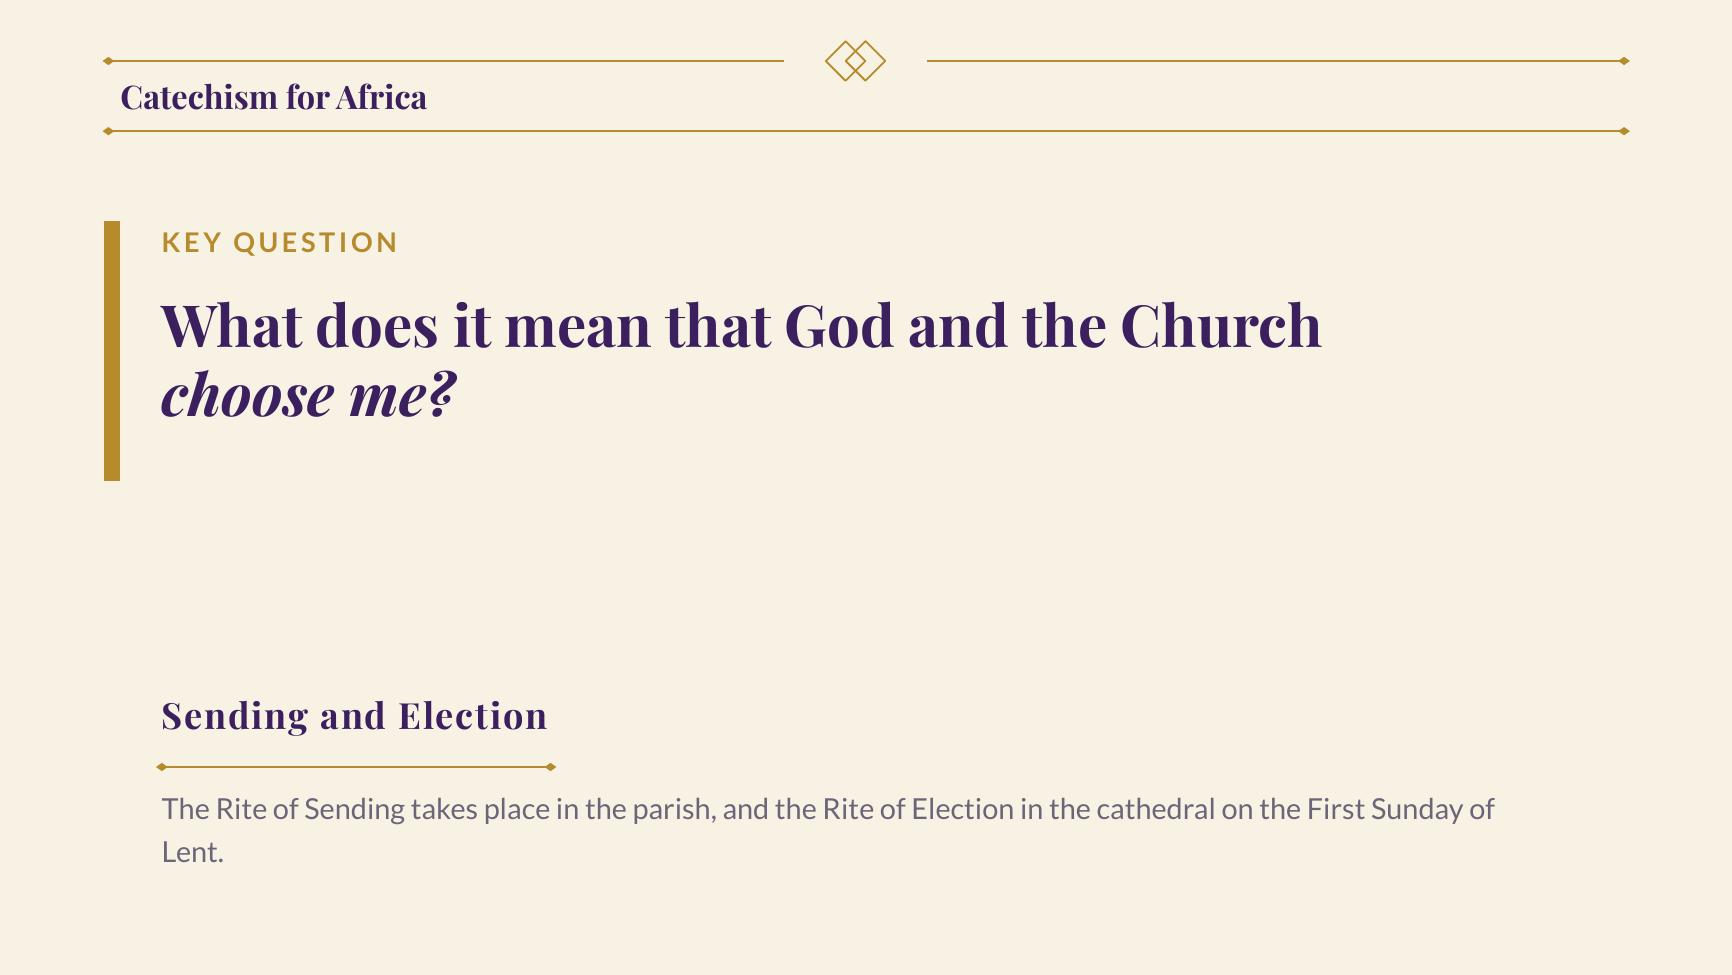 Catechism for Africa
KEY QUESTION
What does it mean that God and the Church
choose me?
Sending and Election
The Rite of Sending takes place in the parish, and the Rite of Election in the cathedral on the First Sunday of
Lent.